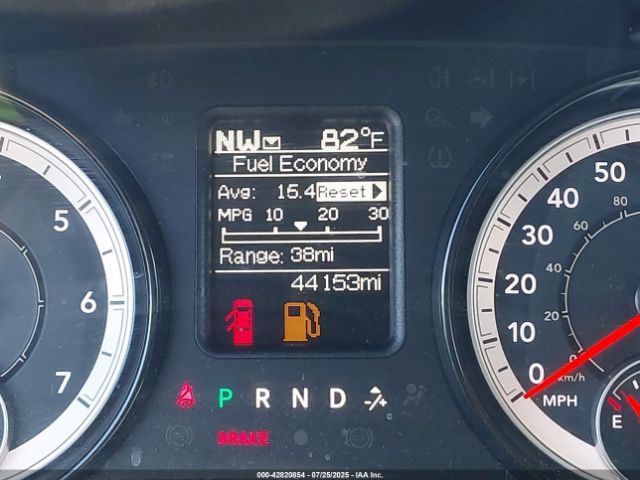 NW 82°F
Fuel Economy
Avg: 15.4 Reset
MPG 10 20 30
Range: 38mi
44153mi
P R N D
BRAKE
5
6
7
50
40
30
20
10
0
MPH
80
60
40
20
0
km/h
E
000-42820854 - 07/25/2025 - IAA Inc.